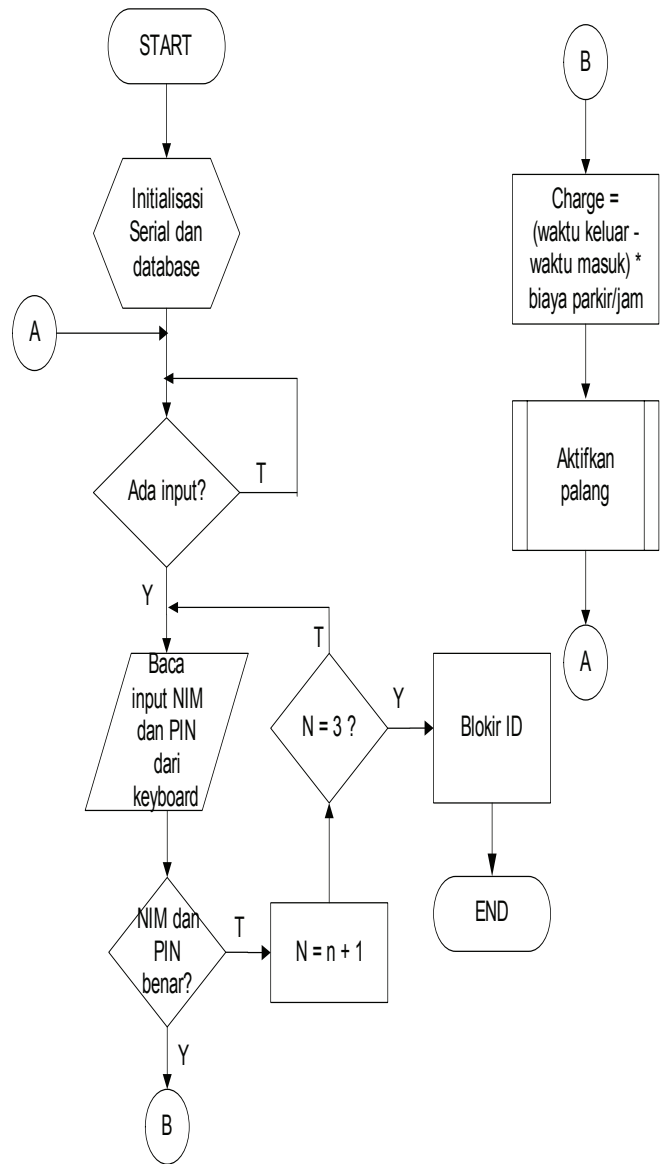 START
Initialisasi
Serial dan
database
A
Ada input?
T
Y
Baca
input NIM
dan PIN
dari
keyboard
NIM dan
PIN
benar?
T
N = n + 1
N = 3 ?
T
Y
Blokir ID
END
Y
B
B
Charge =
(waktu keluar -
waktu masuk) *
biaya parkir/jam
Aktifkan
palang
A